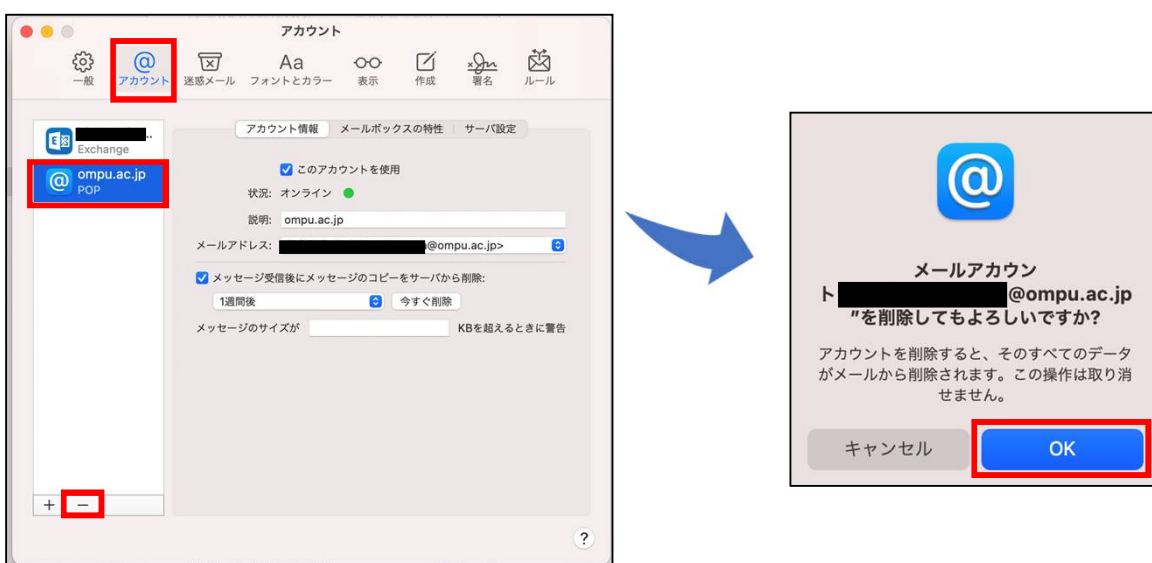 アカウント
一般
アカウント
迷惑メール
Aa
フォントとカラー
表示
作成
署名
ルール
Exchange
ompu.ac.jp
POP
アカウント情報 メールボックスの特性 サーバ設定
このアカウントを使用
状況: オンライン
説明: ompu.ac.jp
メールアドレス: @ompu.ac.jp>
メッセージ受信後にメッセージのコピーをサーバから削除:
1週間後 今すぐ削除
メッセージのサイズが KBを超えるときに警告
+ −
?
メールアカウン
ト @ompu.ac.jp
"を削除してもよろしいですか?
アカウントを削除すると、そのすべてのデータ
がメールから削除されます。この操作は取り消
せません。
キャンセル OK